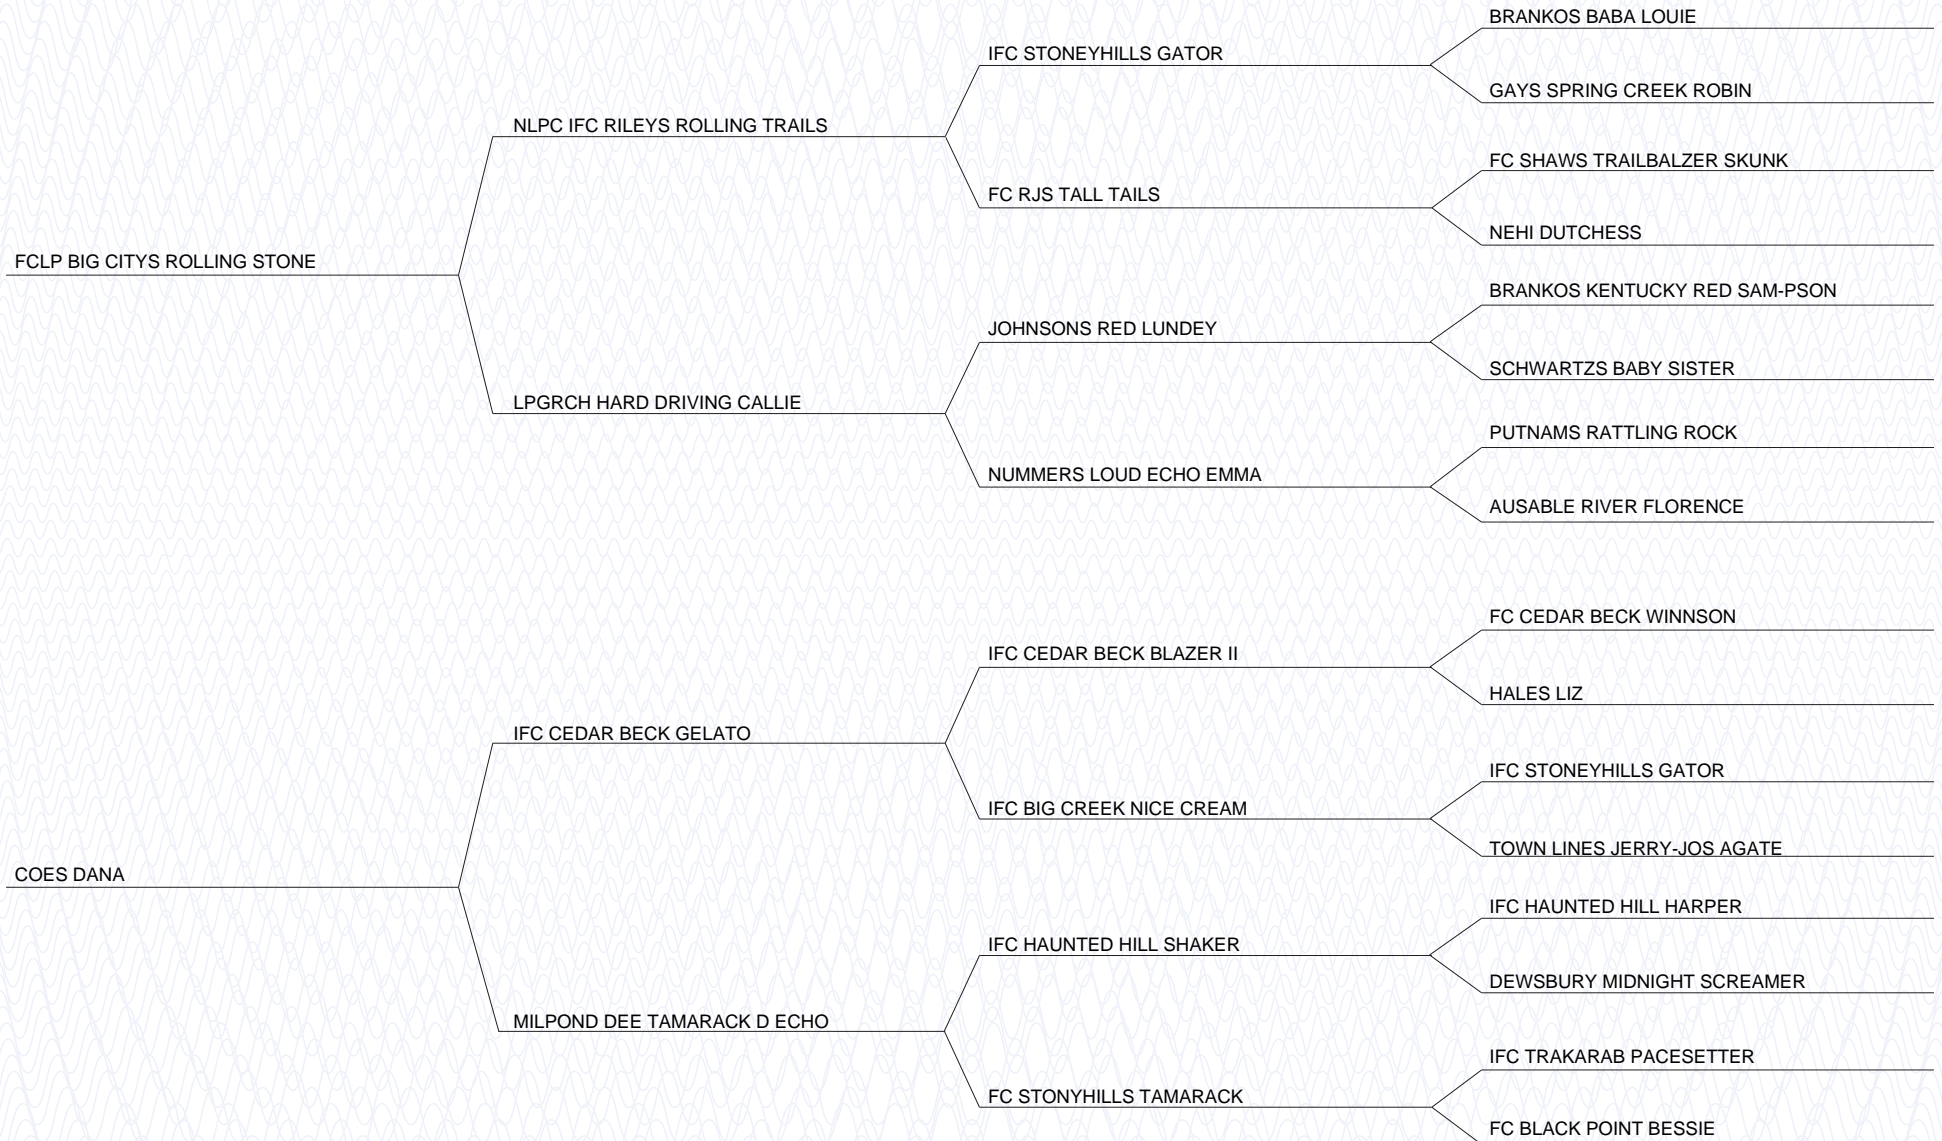 BRANKOS BABA LOUIE
IFC STONEYHILLS GATOR
GAYS SPRING CREEK ROBIN
NLPC IFC RILEYS ROLLING TRAILS
FC SHAWS TRAILBALZER SKUNK
FC RJS TALL TAILS
NEHI DUTCHESS
FCLP BIG CITYS ROLLING STONE
BRANKOS KENTUCKY RED SAM-PSON
JOHNSONS RED LUNDEY
SCHWARTZS BABY SISTER
LPGRCH HARD DRIVING CALLIE
PUTNAMS RATTLING ROCK
NUMMERS LOUD ECHO EMMA
AUSABLE RIVER FLORENCE
FC CEDAR BECK WINNSON
IFC CEDAR BECK BLAZER II
HALES LIZ
IFC CEDAR BECK GELATO
IFC STONEYHILLS GATOR
IFC BIG CREEK NICE CREAM
TOWN LINES JERRY-JOS AGATE
COES DANA
IFC HAUNTED HILL HARPER
IFC HAUNTED HILL SHAKER
DEWSBURY MIDNIGHT SCREAMER
MILPOND DEE TAMARACK D ECHO
IFC TRAKARAB PACESETTER
FC STONYHILLS TAMARACK
FC BLACK POINT BESSIE